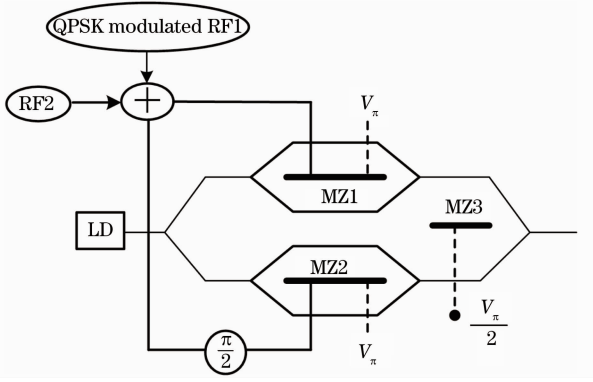 QPSK modulated RF1
RF2
+
V_π
MZ1
MZ3
LD
MZ2
V_π
2
π
2
V_π